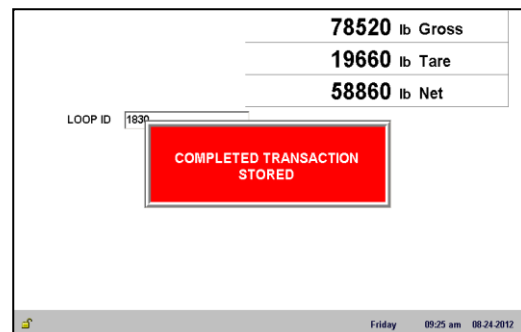 78520 lb Gross
19660 lb Tare
58860 lb Net
LOOP ID 1830
COMPLETED TRANSACTION
STORED
Friday 09:25 am 08-24-2012